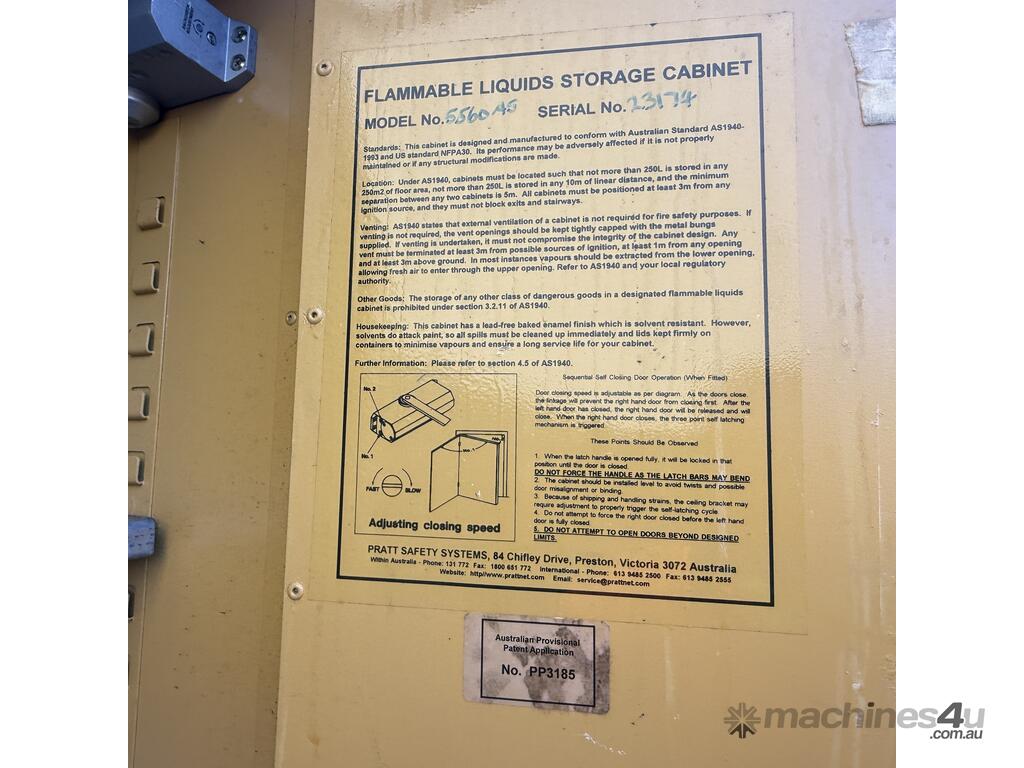 FLAMMABLE LIQUIDS STORAGE CABINET
MODEL No. 5560AS SERIAL No. 23174
Standards: This cabinet is designed and manufactured to conform with Australian Standard AS1940-
1993 and US standard NFPA30. Its performance may be adversely affected if it is not properly
maintained or if any structural modifications are made.
Location: Under AS1940, cabinets must be located such that not more than 250L is stored in any
250m2 of floor area, not more than 250L is stored in any 10m of linear distance, and the minimum
separation between any two cabinets is 5m. All cabinets must be positioned at least 3m from any
ignition source, and they must not block exits and stairways.
Venting: AS1940 states that external ventilation of a cabinet is not required for fire safety purposes. If
venting is not required, the vent openings should be kept tightly capped with the metal bungs
supplied. If venting is undertaken, it must not compromise the integrity of the cabinet design. Any
vent must be terminated at least 3m from possible sources of ignition, at least 1m from any opening
and at least 3m above ground. In most instances vapours should be extracted from the lower opening,
allowing fresh air to enter through the upper opening. Refer to AS1940 and your local regulatory
authority.
Other Goods: The storage of any other class of dangerous goods in a designated flammable liquids
cabinet is prohibited under section 3.2.11 of AS1940.
Housekeeping: This cabinet has a lead-free baked enamel finish which is solvent resistant. However,
solvents do attack paint, so all spills must be cleaned up immediately and lids kept firmly on
containers to minimise vapours and ensure a long service life for your cabinet.
Further Information: Please refer to section 4.5 of AS1940.
No. 2
No. 1
FAST SLOW
Adjusting closing speed
Sequential Self Closing Door Operation (When Fitted)
Door closing speed is adjustable as per diagram. As the doors close,
the linkage will prevent the right hand door from closing first. After the
left hand door has closed, the right hand door will be released and will
close. When the right hand door closes, the three point self latching
mechanism is triggered.
These Points Should Be Observed
1. When the latch handle is opened fully, it will be locked in that
position until the door is closed.
DO NOT FORCE THE HANDLE AS THE LATCH BARS MAY BEND
2. The cabinet should be installed level to avoid twists and possible
door misalignment or binding.
3. Because of shipping and handling strains, the ceiling bracket may
require adjustment to properly trigger the self-latching cycle.
4. Do not attempt to force the right door closed before the left hand
door is fully closed.
5. DO NOT ATTEMPT TO OPEN DOORS BEYOND DESIGNED
LIMITS.
PRATT SAFETY SYSTEMS, 84 Chifley Drive, Preston, Victoria 3072 Australia
Within Australia - Phone: 131 772 Fax: 1800 651 772 International - Phone: 613 9485 2500 Fax: 613 9485 2555
Website: http//www.prattnet.com Email: service@prattnet.com
Australian Provisional
Patent Application
No. PP3185
machines4u
.com.au